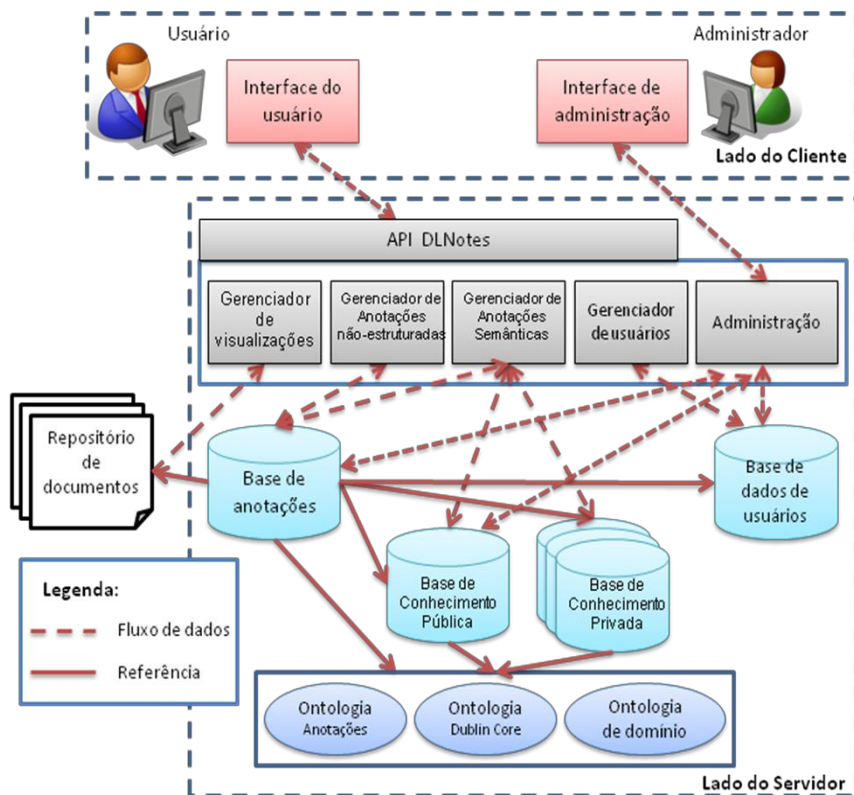 Usuário
Administrador
Interface do
usuário
Interface de
administração
Lado do Cliente
API DLNotes
Gerenciador
de
visualizações
Gerenciador de
Anotações
não-estruturadas
Gerenciador de
Anotações
Semânticas
Gerenciador
de usuários
Administração
Repositório
de
documentos
Base de
anotações
Base de
dados de
usuários
Base de
Conhecimento
Pública
Base de
Conhecimento
Privada
Legenda:
Fluxo de dados
Referência
Ontologia
Anotações
Ontologia
Dublin Core
Ontologia
de domínio
Lado do Servidor